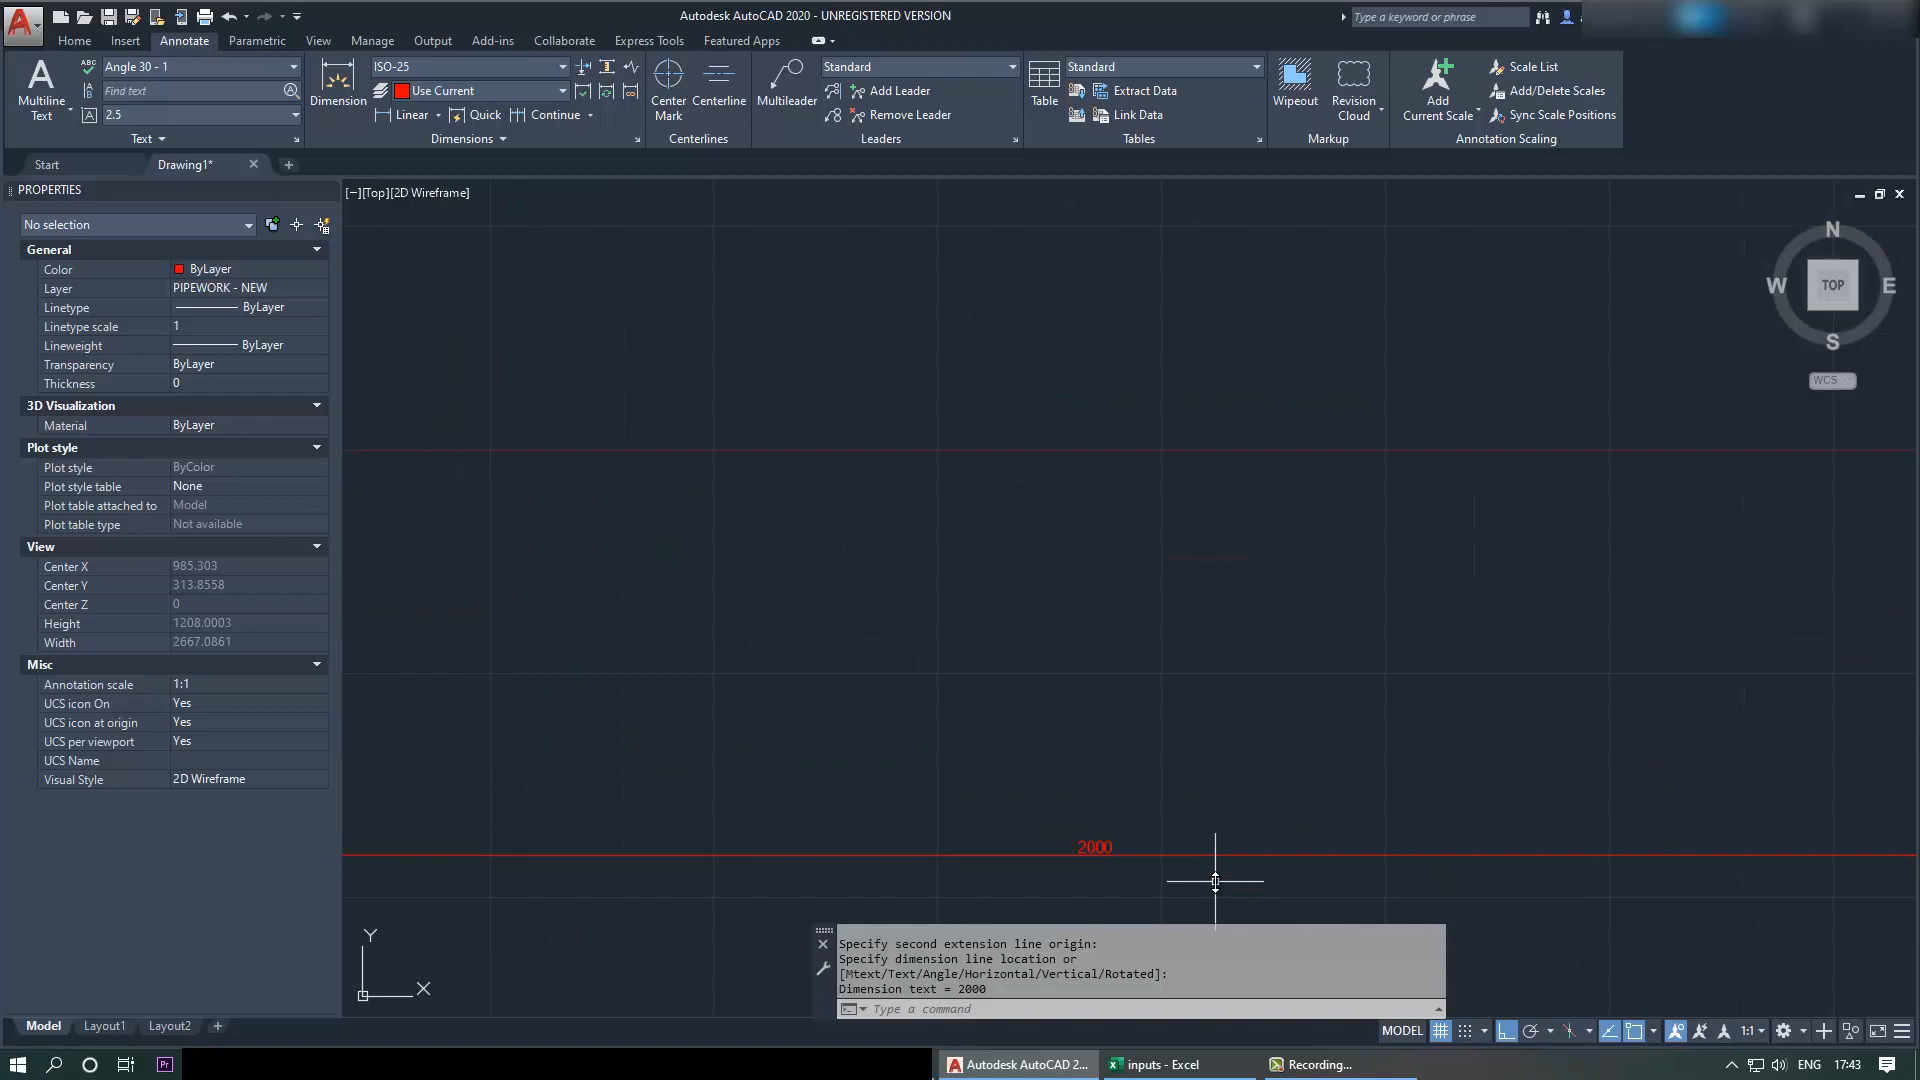 Autodesk AutoCAD 2020 - UNREGISTERED VERSION
Type a keyword or phrase
Home Insert Annotate Parametric View Manage Output Add-ins Collaborate Express Tools Featured Apps
Multiline Text
ABC
Angle 30 - 1
Find text
2.5
Text
Dimension
ISO-25
Use Current
Linear
Quick
Continue
Dimensions
Center Mark
Centerline
Centerlines
Multileader
Standard
Add Leader
Remove Leader
Leaders
Table
Standard
Extract Data
Link Data
Tables
Wipeout
Revision Cloud
Markup
Add Current Scale
Scale List
Add/Delete Scales
Sync Scale Positions
Annotation Scaling
Start
Drawing1*
PROPERTIES
No selection
General
Color ByLayer
Layer PIPEWORK - NEW
Linetype ByLayer
Linetype scale 1
Lineweight ByLayer
Transparency ByLayer
Thickness 0
3D Visualization
Material ByLayer
Plot style
Plot style ByColor
Plot style table None
Plot table attached to Model
Plot table type Not available
View
Center X 985.303
Center Y 313.8558
Center Z 0
Height 1208.0003
Width 2667.0861
Misc
Annotation scale 1:1
UCS icon On Yes
UCS icon at origin Yes
UCS per viewport Yes
UCS Name
Visual Style 2D Wireframe
[−][Top][2D Wireframe]
N
W TOP E
S
WCS
2000
Y
X
Specify second extension line origin:
Specify dimension line location or
[Mtext/Text/Angle/Horizontal/Vertical/Rotated]:
Dimension text = 2000
Type a command
Model Layout1 Layout2
MODEL
1:1
Pr
Autodesk AutoCAD 2...
inputs - Excel
Recording...
ENG
17:43